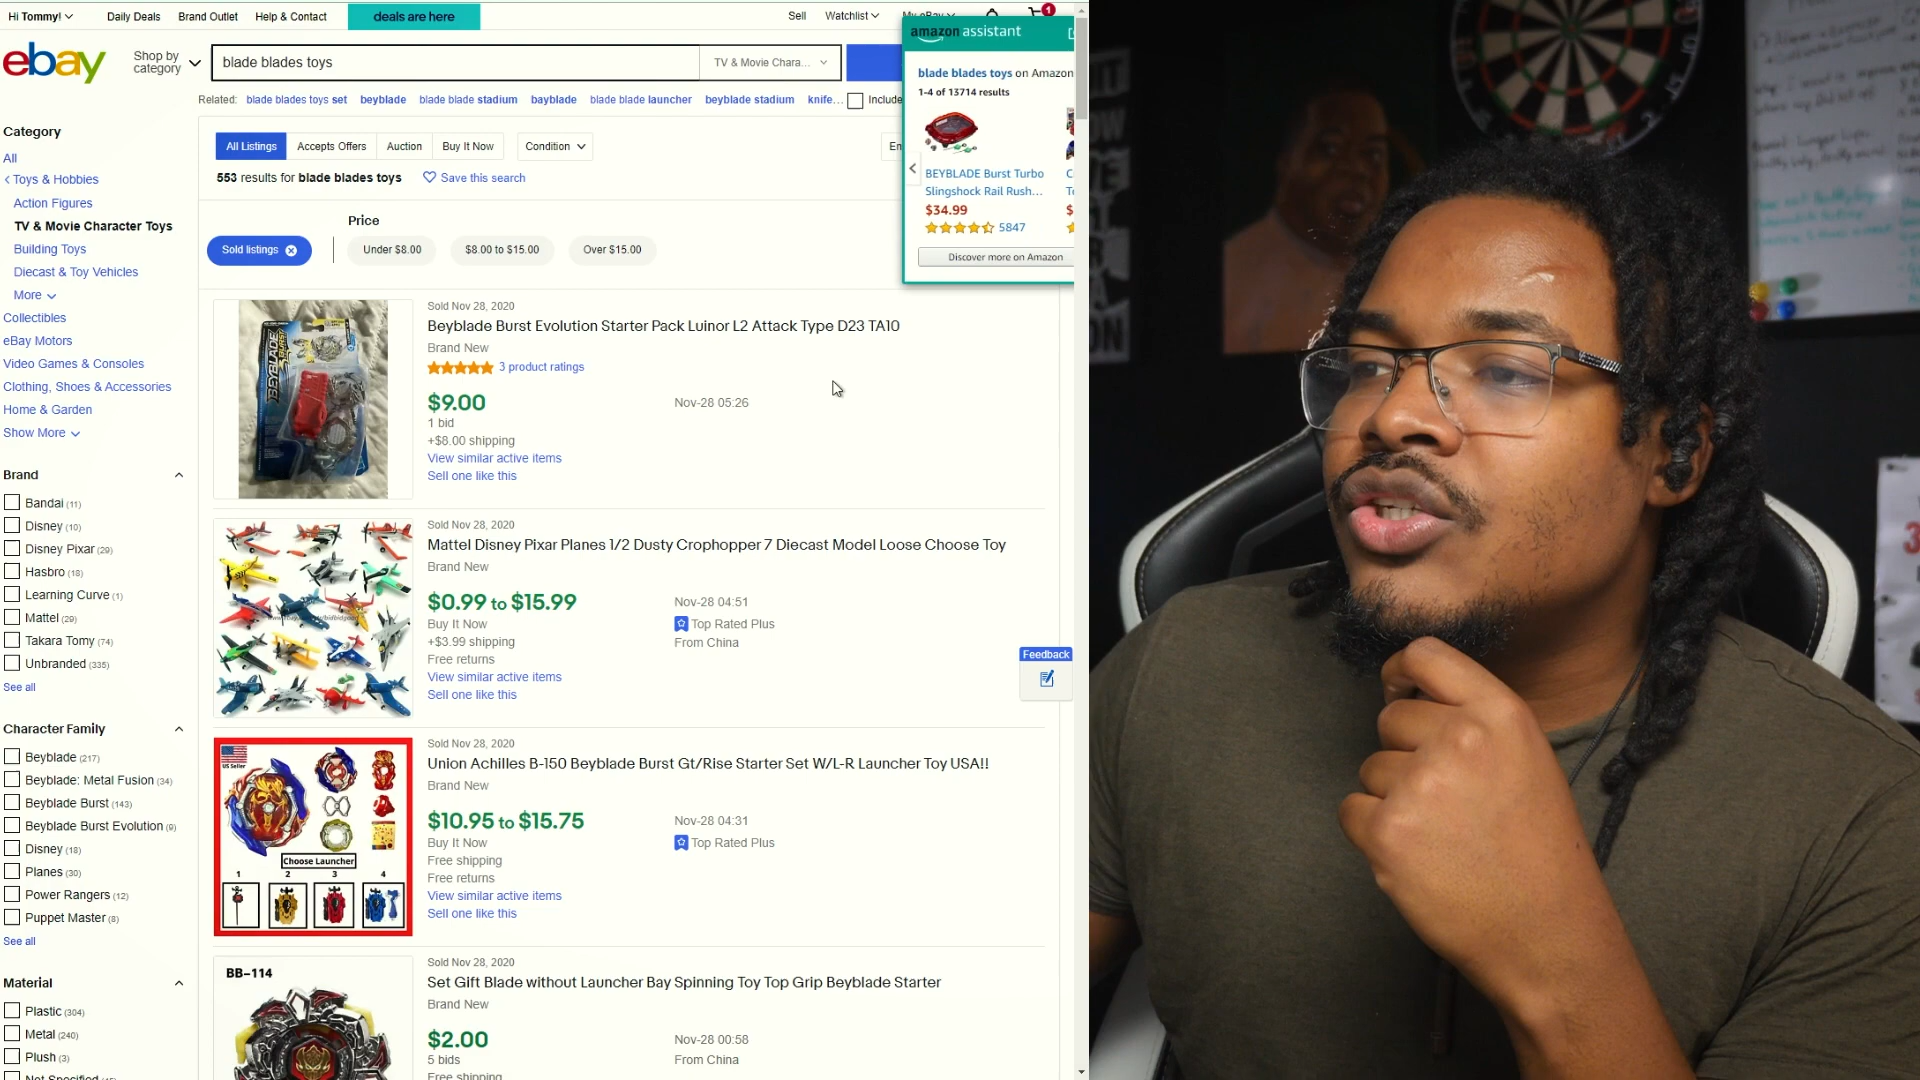 Hi Tommy!
Daily Deals
Brand Outlet
Help & Contact
deals are here
Sell
Watchlist
My eBay
1
ebay
Shop by
category
blade blades toys
TV & Movie Chara...
Related:
blade blades toys set
beyblade
blade blade stadium
bayblade
blade blade launcher
beyblade stadium
knife...
Include
amazon assistant
blade blades toys on Amazon
1-4 of 13714 results
BEYBLADE Burst Turbo
Slingshock Rail Rush...
$34.99
5847
Discover more on Amazon
Category
All
Toys & Hobbies
Action Figures
TV & Movie Character Toys
Building Toys
Diecast & Toy Vehicles
More
Collectibles
eBay Motors
Video Games & Consoles
Clothing, Shoes & Accessories
Home & Garden
Show More
Brand
Bandai (11)
Disney (10)
Disney Pixar (29)
Hasbro (18)
Learning Curve (1)
Mattel (29)
Takara Tomy (74)
Unbranded (335)
See all
Character Family
Beyblade (217)
Beyblade: Metal Fusion (34)
Beyblade Burst (143)
Beyblade Burst Evolution (9)
Disney (18)
Planes (30)
Power Rangers (12)
Puppet Master (8)
See all
Material
Plastic (304)
Metal (240)
Plush (3)
All Listings
Accepts Offers
Auction
Buy It Now
Condition
553 results for blade blades toys
Save this search
Price
Sold listings
Under $8.00
$8.00 to $15.00
Over $15.00
Sold Nov 28, 2020
Beyblade Burst Evolution Starter Pack Luinor L2 Attack Type D23 TA10
Brand New
3 product ratings
$9.00
Nov-28 05:26
1 bid
+$8.00 shipping
View similar active items
Sell one like this
Sold Nov 28, 2020
Mattel Disney Pixar Planes 1/2 Dusty Crophopper 7 Diecast Model Loose Choose Toy
Brand New
$0.99 to $15.99
Nov-28 04:51
Buy It Now
Top Rated Plus
+$3.99 shipping
From China
Free returns
View similar active items
Sell one like this
Feedback
Sold Nov 28, 2020
Union Achilles B-150 Beyblade Burst Gt/Rise Starter Set W/L-R Launcher Toy USA!!
Brand New
$10.95 to $15.75
Nov-28 04:31
Buy It Now
Top Rated Plus
Free shipping
Free returns
View similar active items
Sell one like this
US Seller
Choose Launcher
1
2
3
4
Sold Nov 28, 2020
Set Gift Blade without Launcher Bay Spinning Toy Top Grip Beyblade Starter
Brand New
$2.00
Nov-28 00:58
5 bids
From China
Free shipping
BB-114